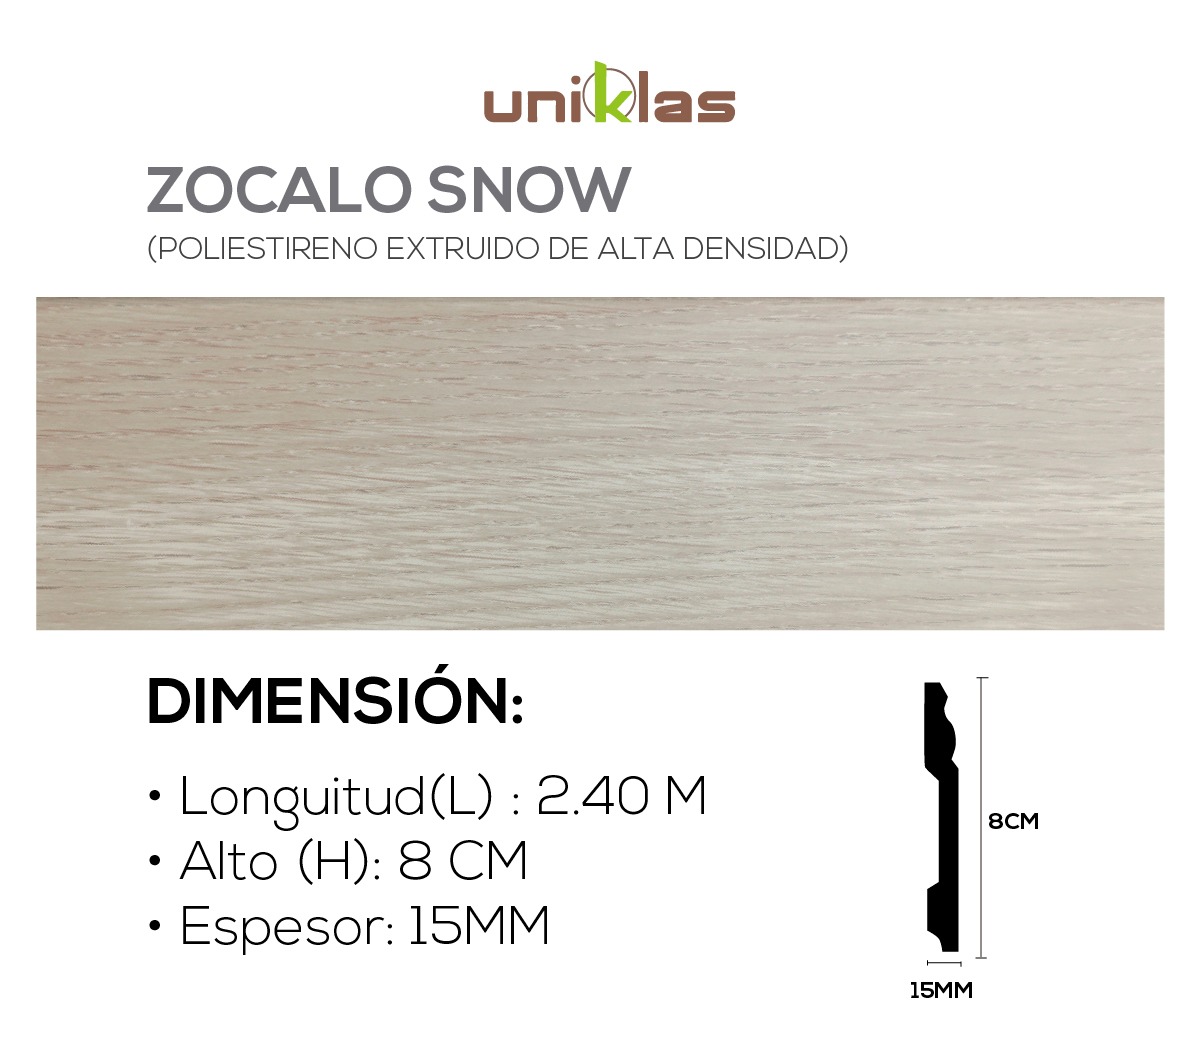 uniklas
ZOCALO SNOW
(POLIESTIRENO EXTRUIDO DE ALTA DENSIDAD)
DIMENSIÓN:
• Longuitud(L) : 2.40 M
• Alto (H): 8 CM
• Espesor: 15MM
8CM
15MM